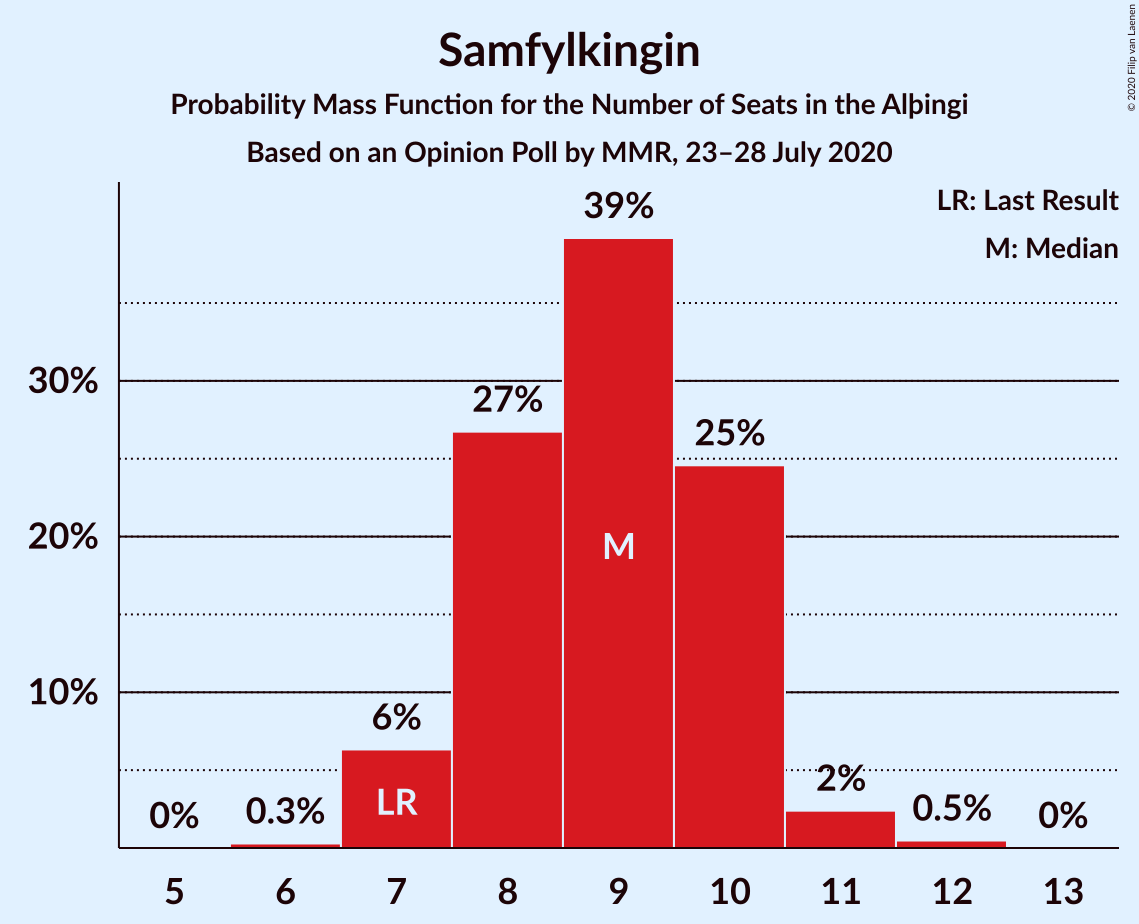 Samfylkingin
Probability Mass Function for the Number of Seats in the Alþingi
Based on an Opinion Poll by MMR, 23–28 July 2020
© 2020 Filip van Laenen
LR: Last Result
M: Median
39%
30%
27%
25%
20%
M
10%
6%
LR
2%
0%
0.3%
0.5%
0%
5 6 7 8 9 10 11 12 13